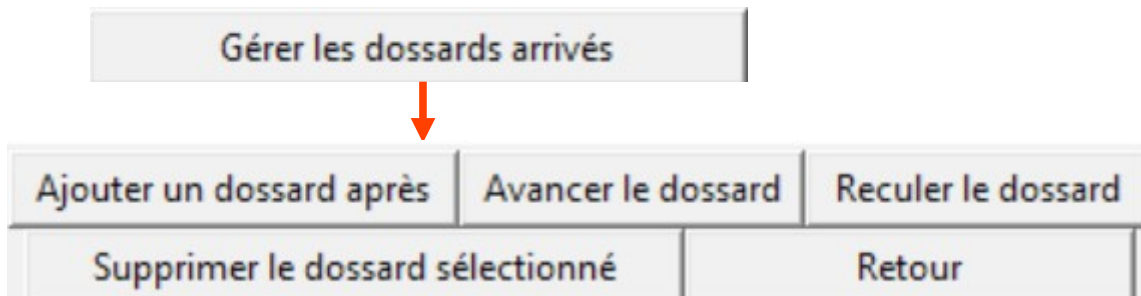 Gérer les dossards arrivés
Ajouter un dossard après Avancer le dossard Reculer le dossard
Supprimer le dossard sélectionné Retour